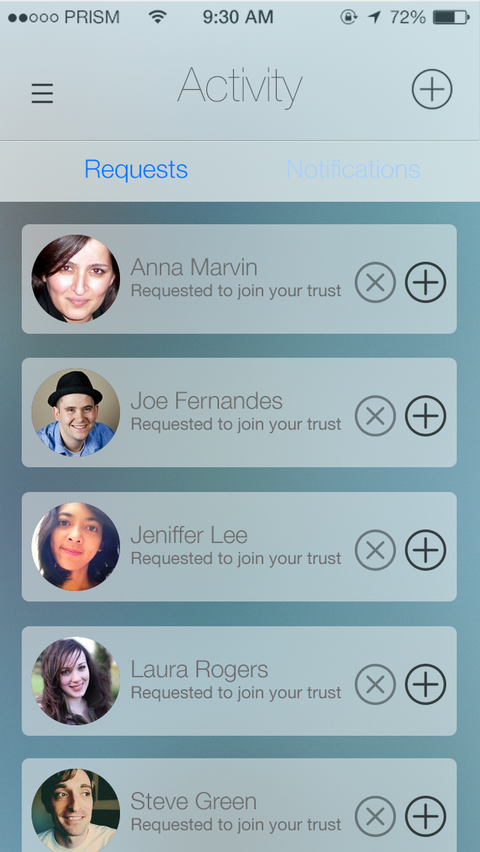 PRISM 9:30 AM 72%
Activity
Requests Notifications
Anna Marvin
Requested to join your trust
Joe Fernandes
Requested to join your trust
Jeniffer Lee
Requested to join your trust
Laura Rogers
Requested to join your trust
Steve Green
Requested to join your trust